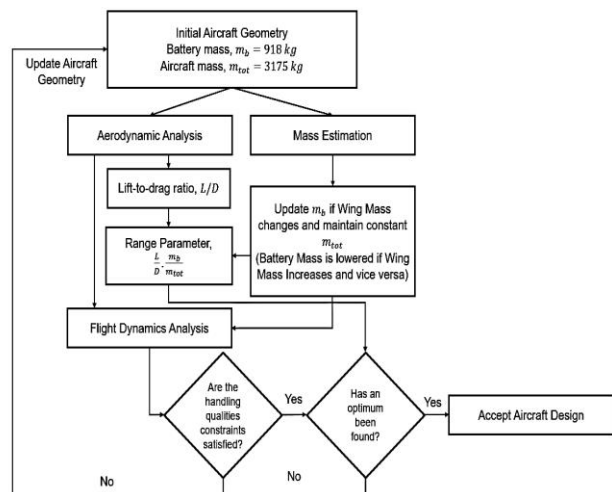 Initial Aircraft Geometry
Battery mass, m_b = 918 kg
Aircraft mass, m_tot = 3175 kg
Update Aircraft
Geometry
Aerodynamic Analysis
Mass Estimation
Lift-to-drag ratio, L/D
Update m_b if Wing Mass
changes and maintain constant
m_tot
(Battery Mass is lowered if Wing
Mass Increases and vice versa)
Range Parameter,
L/D . m_b/m_tot
Flight Dynamics Analysis
Are the
handling
qualities
constraints
satisfied?
Yes
Has an
optimum
been
found?
Yes
Accept Aircraft Design
No
No